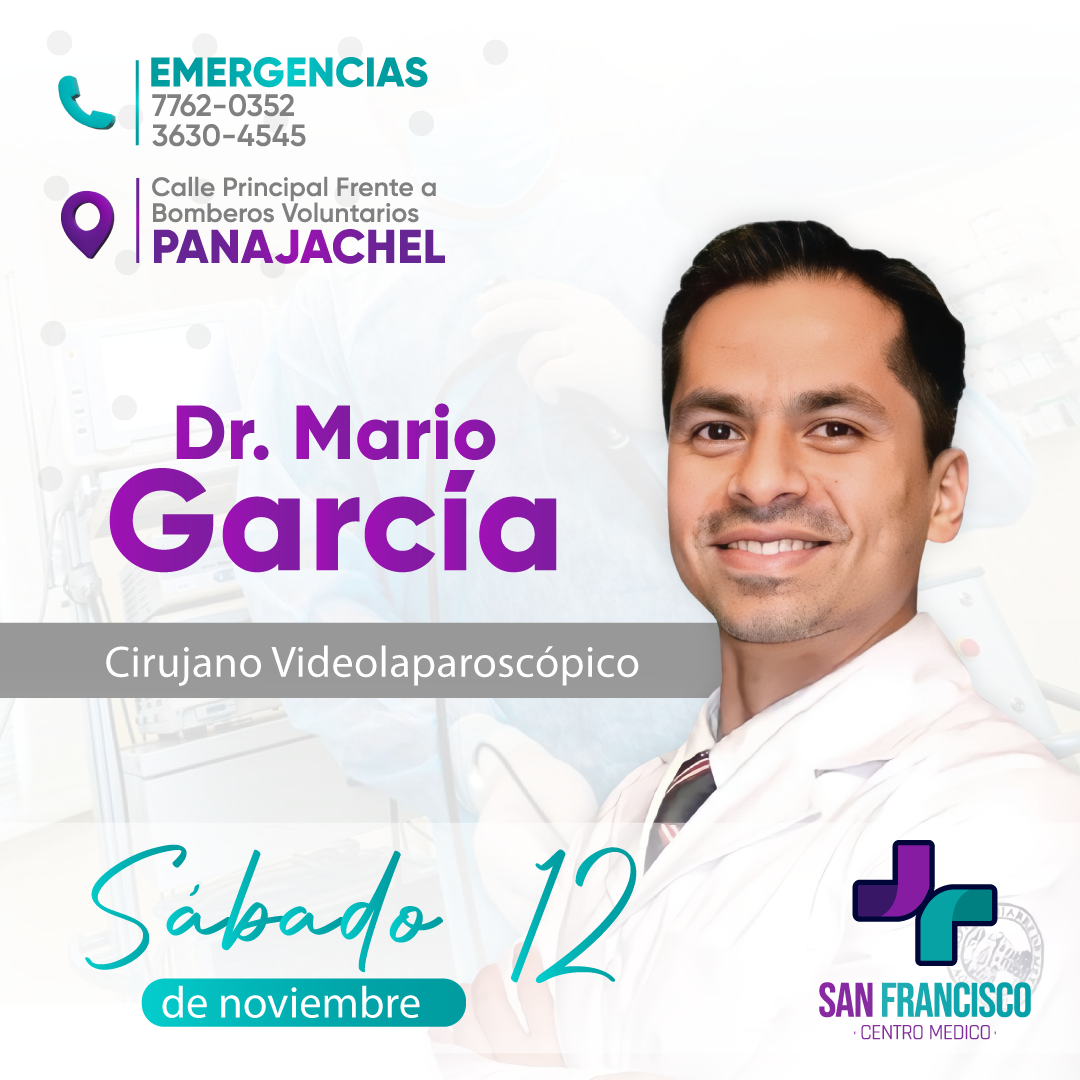 EMERGENCIAS
7762-0352
3630-4545
Calle Principal Frente a
Bomberos Voluntarios
PANAJACHEL
Dr. Mario
García
Cirujano Videolaparoscópico
Sábado 12
de noviembre
SAN FRANCISCO
· CENTRO MEDICO ·